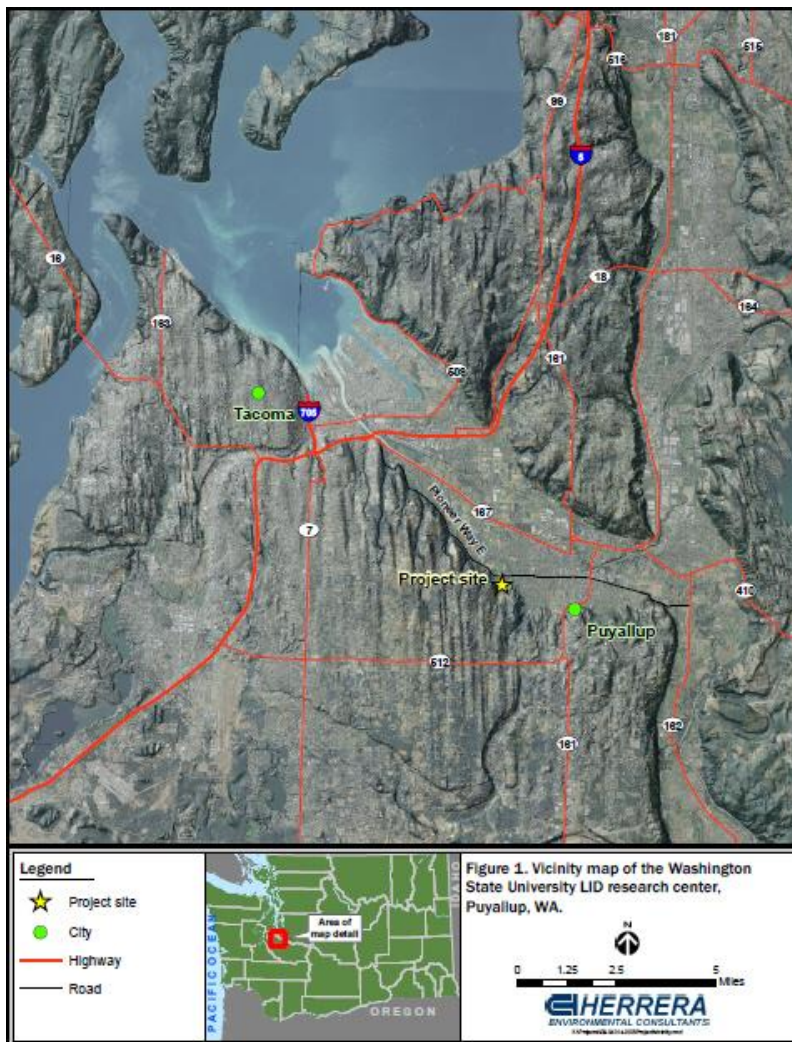 181
515
516
99
5
16
163
18
164
509
161
Tacoma
705
Pioneer Way E
167
7
Project site
410
Puyallup
512
161
162
Legend
Project site
City
Highway
Road
PACIFIC OCEAN
Area of
map detail
IDAHO
OREGON
Figure 1. Vicinity map of the Washington
State University LID research center,
Puyallup, WA.
N
0 1.25 2.5 5
Miles
HERRERA
ENVIRONMENTAL CONSULTANTS